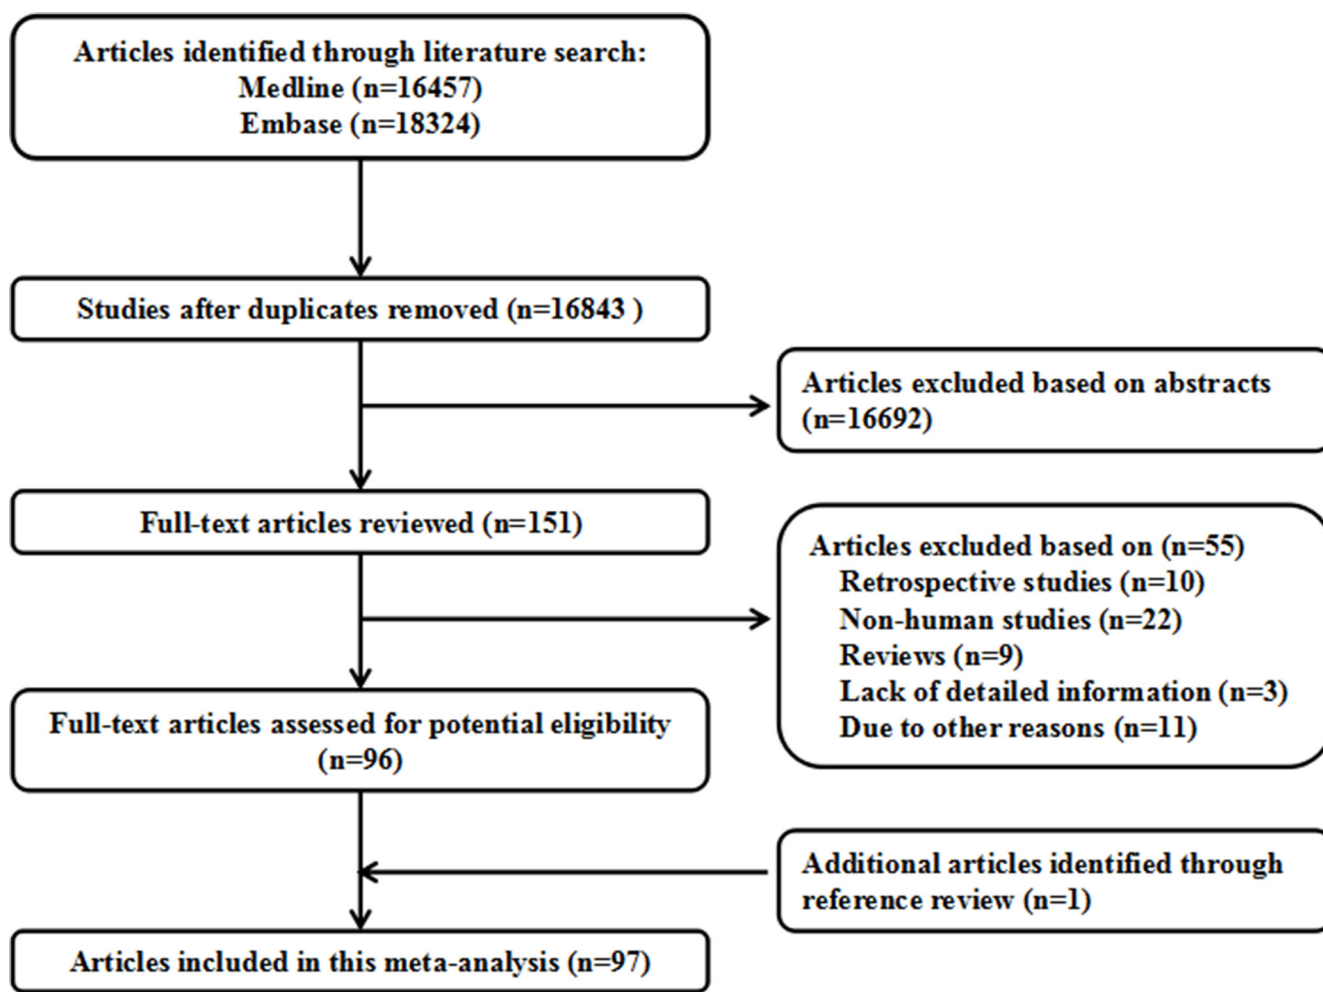 Articles identified through literature search:
Medline (n=16457)
Embase (n=18324)
Studies after duplicates removed (n=16843 )
Articles excluded based on abstracts
(n=16692)
Full-text articles reviewed (n=151)
Articles excluded based on (n=55)
Retrospective studies (n=10)
Non-human studies (n=22)
Reviews (n=9)
Lack of detailed information (n=3)
Due to other reasons (n=11)
Full-text articles assessed for potential eligibility
(n=96)
Additional articles identified through
reference review (n=1)
Articles included in this meta-analysis (n=97)